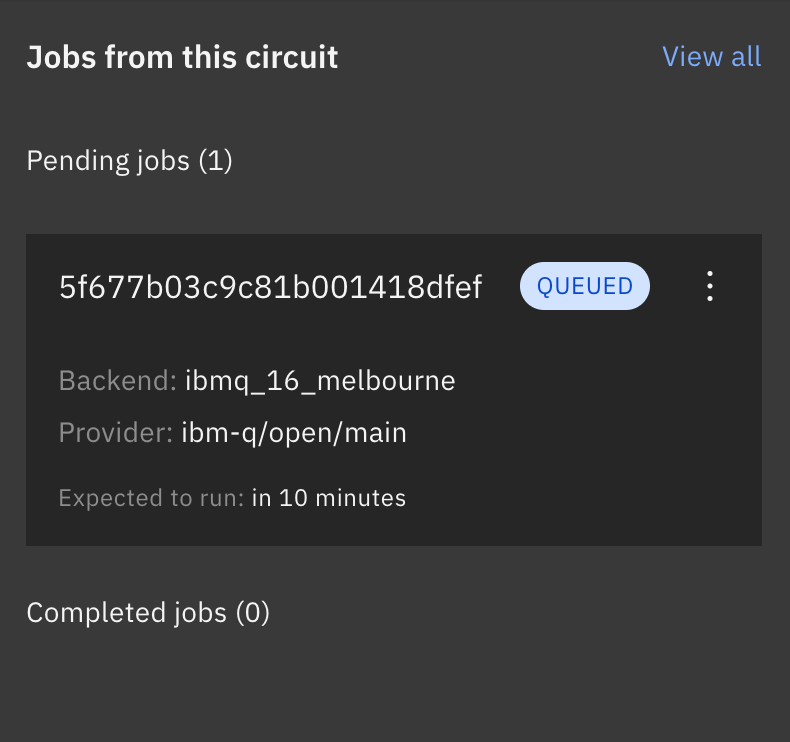 Jobs from this circuit View all
Pending jobs (1)
5f677b03c9c81b001418dfef QUEUED
Backend: ibmq_16_melbourne
Provider: ibm-q/open/main
Expected to run: in 10 minutes
Completed jobs (0)